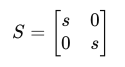 S = [s 0
0 s]